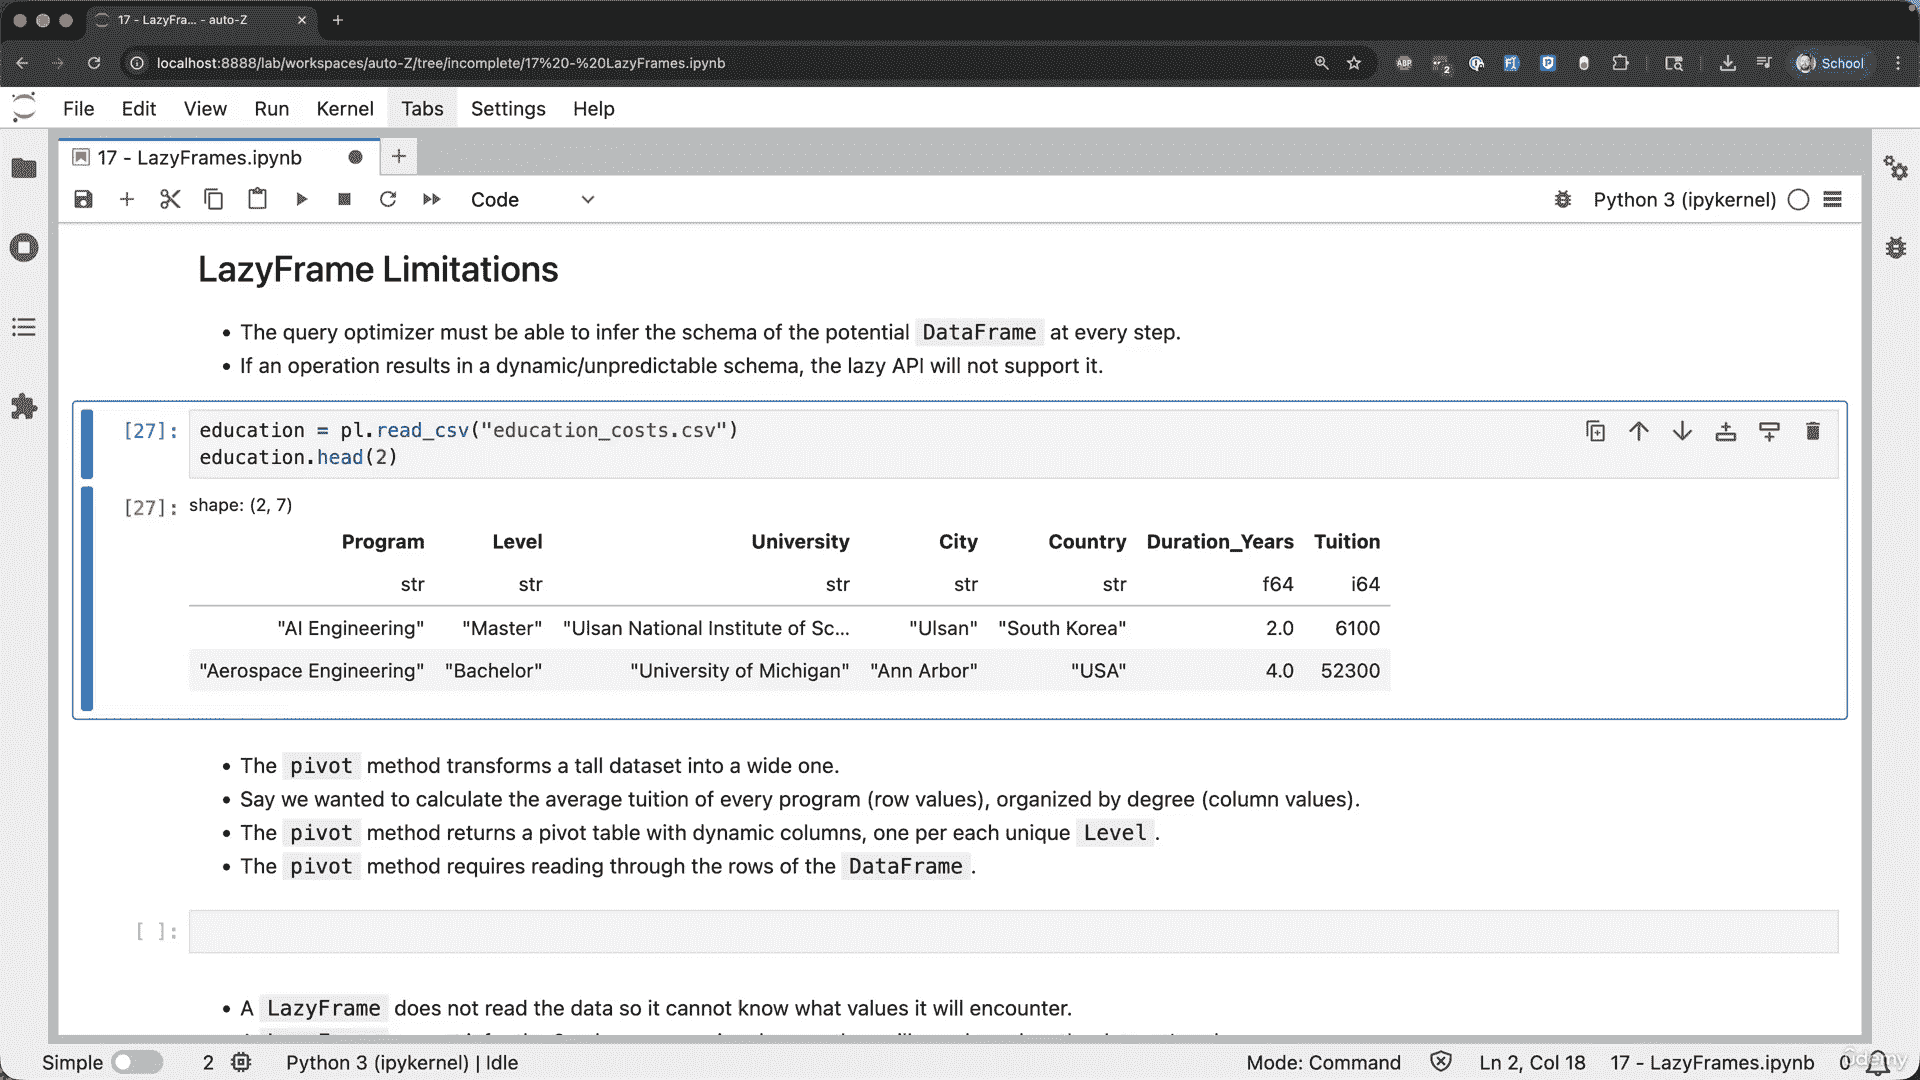 17 - LazyFra... - auto-Z
localhost:8888/lab/workspaces/auto-Z/tree/incomplete/17%20-%20LazyFrames.ipynb
ABP
2
School
File Edit View Run Kernel Tabs Settings Help
17 - LazyFrames.ipynb
Code
Python 3 (ipykernel)
LazyFrame Limitations
• The query optimizer must be able to infer the schema of the potential DataFrame at every step.
• If an operation results in a dynamic/unpredictable schema, the lazy API will not support it.
[27]: education = pl.read_csv("education_costs.csv")
education.head(2)
[27]: shape: (2, 7)
Program Level University City Country Duration_Years Tuition
str str str str str f64 i64
"AI Engineering" "Master" "Ulsan National Institute of Sc... "Ulsan" "South Korea" 2.0 6100
"Aerospace Engineering" "Bachelor" "University of Michigan" "Ann Arbor" "USA" 4.0 52300
• The pivot method transforms a tall dataset into a wide one.
• Say we wanted to calculate the average tuition of every program (row values), organized by degree (column values).
• The pivot method returns a pivot table with dynamic columns, one per each unique Level.
• The pivot method requires reading through the rows of the DataFrame.
[ ]:
• A LazyFrame does not read the data so it cannot know what values it will encounter.
Simple 2 Python 3 (ipykernel) | Idle Mode: Command Ln 2, Col 18 17 - LazyFrames.ipynb 0
udemy